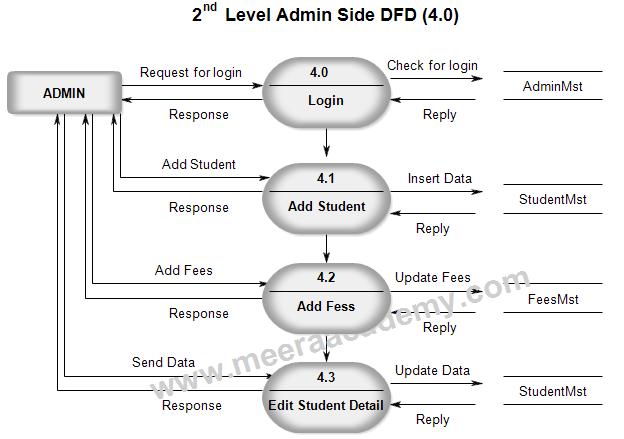 2nd Level Admin Side DFD (4.0)
ADMIN
Request for login
Response
4.0
Login
Check for login
Reply
AdminMst
Add Student
Response
4.1
Add Student
Insert Data
Reply
StudentMst
Add Fees
Response
4.2
Add Fess
Update Fees
Reply
FeesMst
Send Data
Response
4.3
Edit Student Detail
Update Data
Reply
StudentMst
www.meeraacademy.com